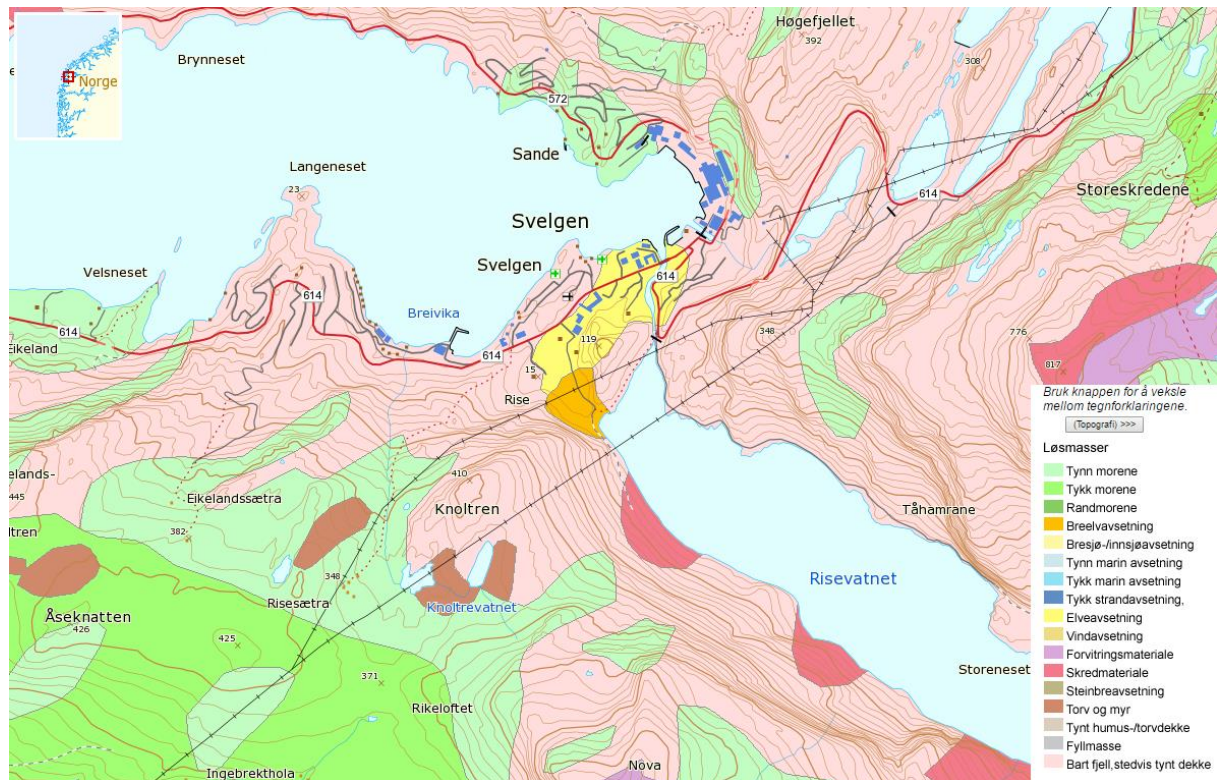 Norge
Høgefjellet
392
308
Brynneset
572
Sande
Langeneset
23
614
Storeskredene
Svelgen
Svelgen
614
Velsneset
614
614
Breivika
614
Eikeland
119
348
776
817
15
Rise
elands-
445
Eikelandssætra
410
Knoltren
382
ltren
Tåhamrane
348
Risevatnet
Risesætra
Knoltrevatnet
Åseknatten
426
425
371
Storeneset
Rikeloftet
Ingebrekthola
Nova
Bruk knappen for å veksle
mellom tegnforklaringene.
(Topografi) >>>
Løsmasser
Tynn morene
Tykk morene
Randmorene
Breelvavsetning
Bresjø-/innsjøavsetning
Tynn marin avsetning
Tykk marin avsetning
Tykk strandavsetning,
Elveavsetning
Vindavsetning
Forvitringsmateriale
Skredmateriale
Steinbreavsetning
Torv og myr
Tynt humus-/torvdekke
Fyllmasse
Bart fjell,stedvis tynt dekke